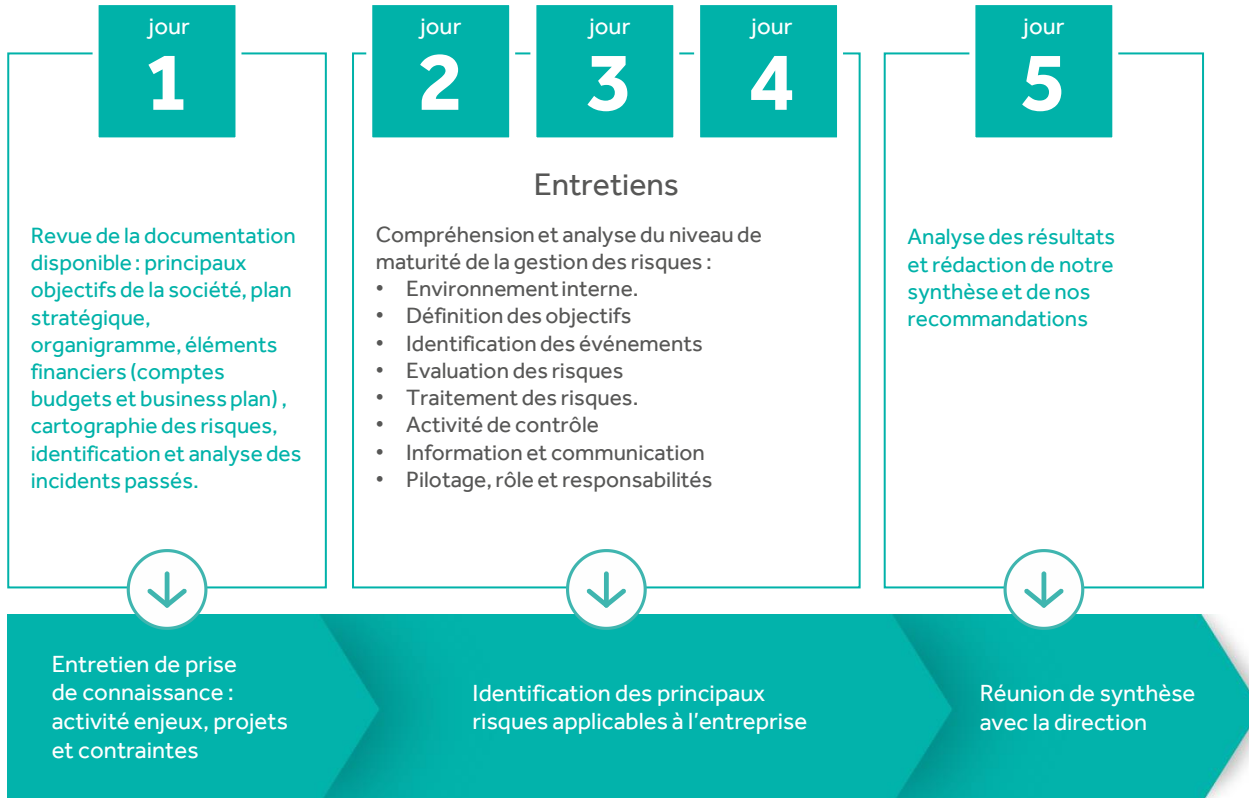 jour
1
Revue de la documentation
disponible : principaux
objectifs de la société, plan
stratégique,
organigramme, éléments
financiers (comptes
budgets et business plan) ,
cartographie des risques,
identification et analyse des
incidents passés.
jour
2
jour
3
jour
4
Entretiens
Compréhension et analyse du niveau de
maturité de la gestion des risques :
• Environnement interne.
• Définition des objectifs
• Identification des événements
• Evaluation des risques
• Traitement des risques.
• Activité de contrôle
• Information et communication
• Pilotage, rôle et responsabilités
jour
5
Analyse des résultats
et rédaction de notre
synthèse et de nos
recommandations
Entretien de prise
de connaissance :
activité enjeux, projets
et contraintes
Identification des principaux
risques applicables à l'entreprise
Réunion de synthèse
avec la direction